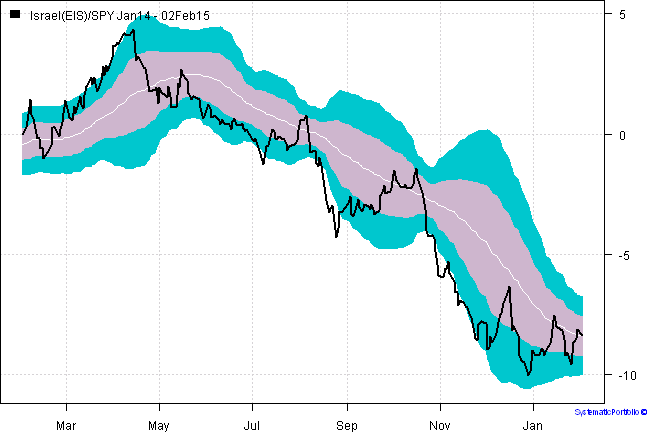 Israel(EIS)/SPY Jan14 - 02Feb15
5
0
-5
-10
Mar May Jul Sep Nov Jan
SystematicPortfolio ©